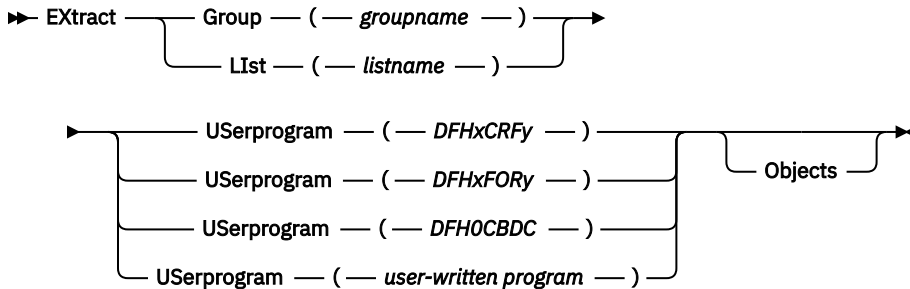 EXtract Group ( groupname )
LIst ( listname )
USerprogram ( DFHxCRFy )
USerprogram ( DFHxFORy )
Objects
USerprogram ( DFH0CBDC )
USerprogram ( user-written program )